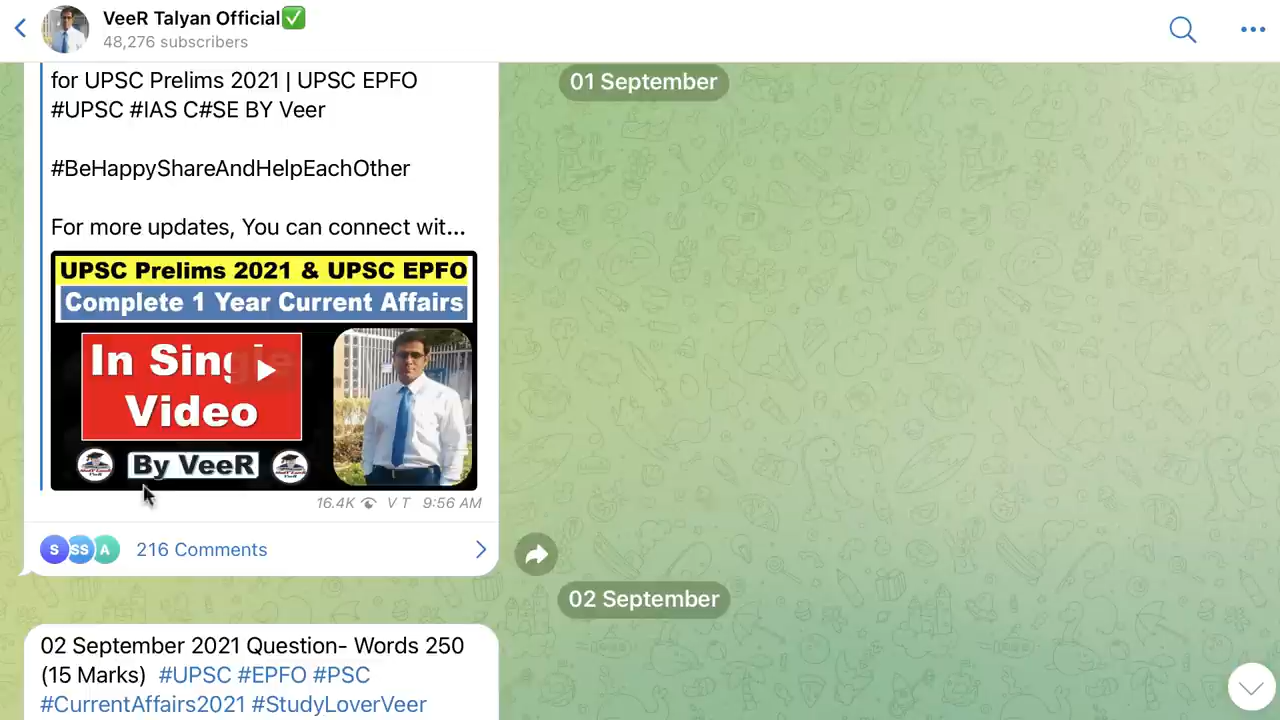 VeeR Talyan Official✅
48,276 subscribers
01 September
for UPSC Prelims 2021 | UPSC EPFO
#UPSC #IAS C#SE BY Veer
#BeHappyShareAndHelpEachOther
For more updates, You can connect wit...
UPSC Prelims 2021 & UPSC EPFO
Complete 1 Year Current Affairs
In Single
Video
By VeeR
16.4K V T 9:56 AM
S SS A 216 Comments
02 September
02 September 2021 Question- Words 250
(15 Marks) #UPSC #EPFO #PSC
#CurrentAffairs2021 #StudyLoverVeer